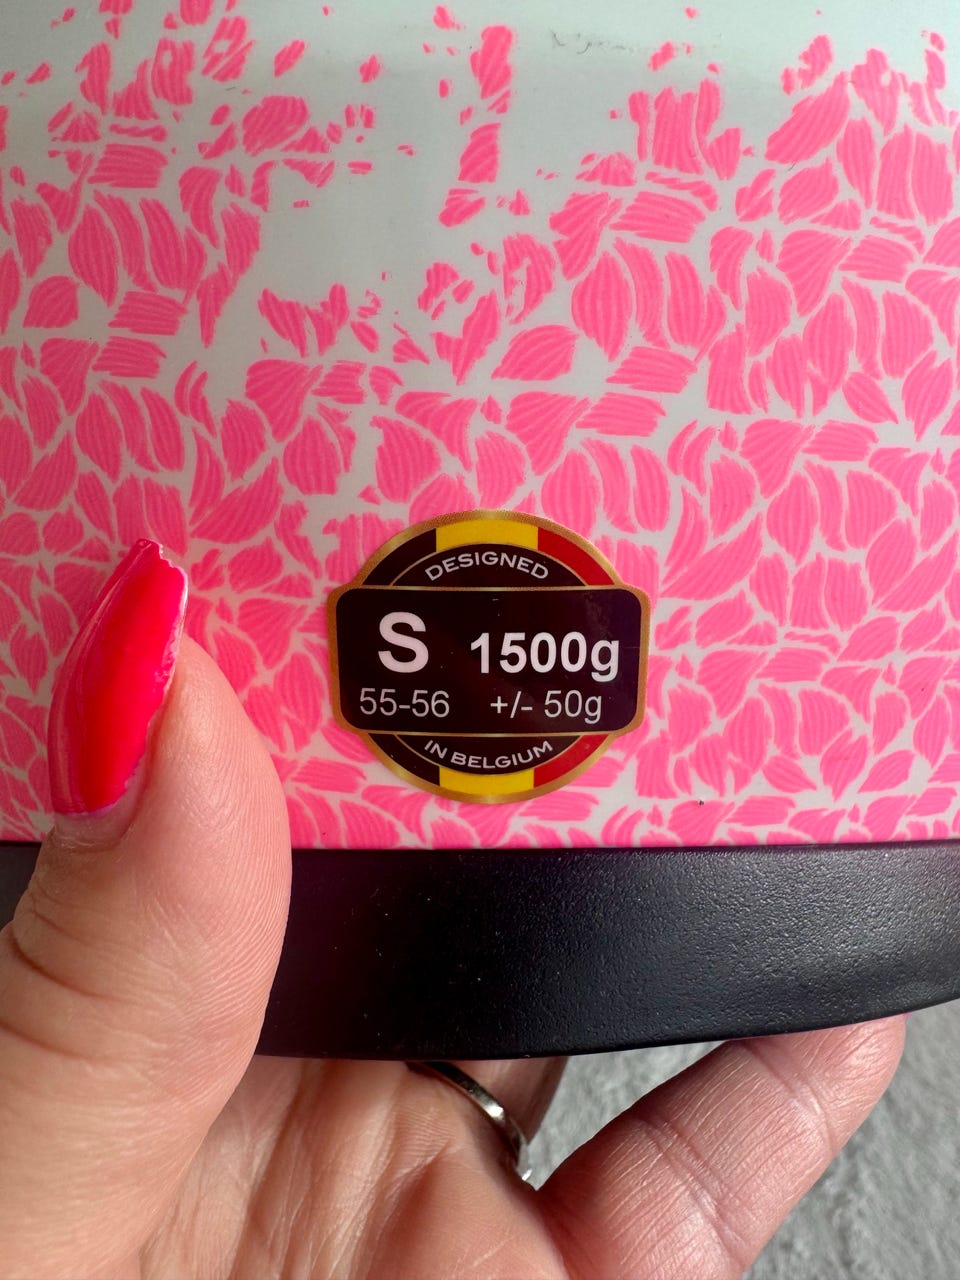 DESIGNED
S 1500g
55-56 +/- 50g
IN BELGIUM